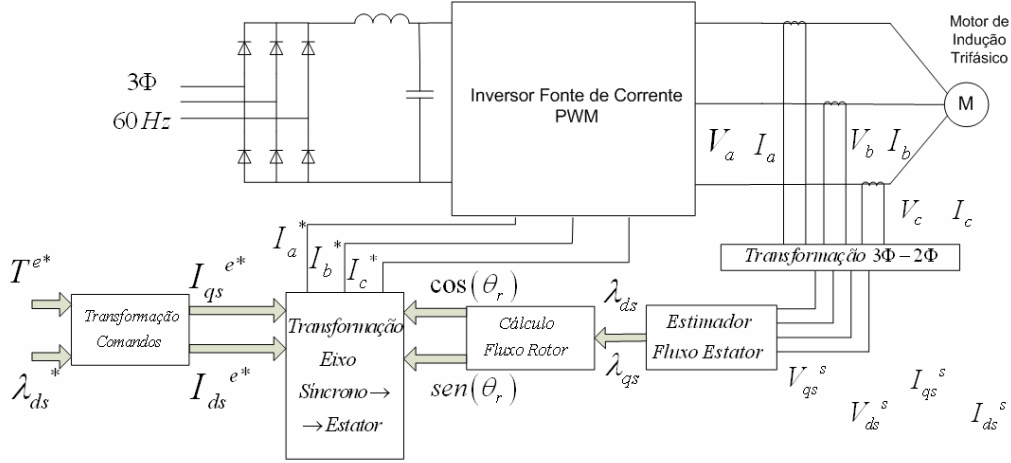 Motor de
Indução
Trifásico
M
3Φ
60 Hz
Inversor Fonte de Corrente
PWM
V_a I_a
V_b I_b
V_c I_c
Transformação 3Φ – 2Φ
I_a*
I_b*
I_c*
T^e*
λ_ds*
Transformação
Comandos
I_qs^e*
I_ds^e*
Transformação
Eixo
Síncrono →
→ Estator
cos(θ_r)
sen(θ_r)
Cálculo
Fluxo Rotor
λ_ds
λ_qs
Estimador
Fluxo Estator
V_qs^s
I_qs^s
V_ds^s
I_ds^s